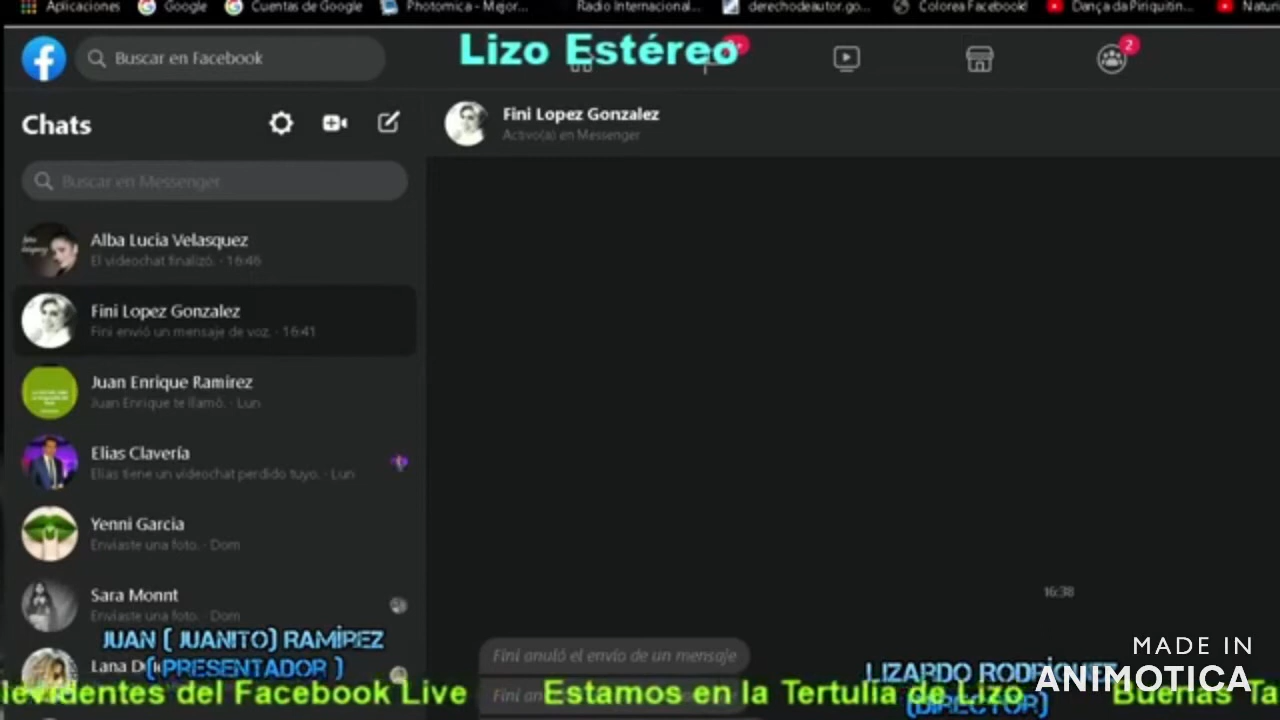 Aplicaciones Google Cuentas de Google Photomica - Mejor... Radio Internacional... derechodeautor.go... Colorea Facebook! Dança da Piriquitin...
Buscar en Facebook
Lizo Estéreo
2
Chats
Fini Lopez Gonzalez
Activo(a) en Messenger
Buscar en Messenger
Alba Lucia Velasquez
El videochat finalizó. · 16:46
Fini Lopez Gonzalez
Fini envió un mensaje de voz. · 16:41
Juan Enrique Ramirez
Juan Enrique te llamó. · Lun
Elias Clavería
Elias tiene un videochat perdido tuyo. · Lun
Yenni Garcia
Enviaste una foto. · Dom
Sara Monnt
Enviaste una foto. · Dom
16:38
Lana
JUAN ( JUANITO) RAMÍREZ
( PRESENTADOR )
Fini anuló el envío de un mensaje
Fini
LIZARDO RODRÍGUEZ
(DIRECTOR)
MADE IN
ANIMOTICA
levidentes del Facebook Live Estamos en la Tertulia de Lizo Buenas Ta